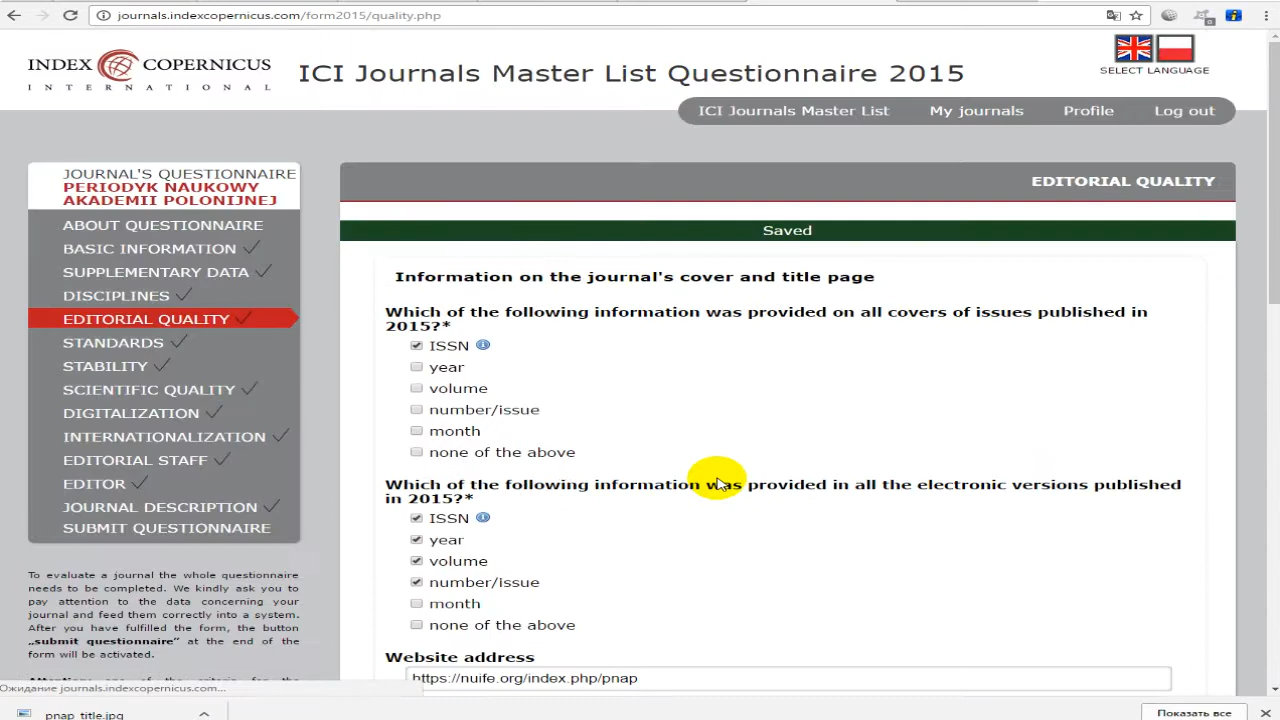 journals.indexcopernicus.com/form2015/quality.php
INDEX COPERNICUS
INTERNATIONAL
ICI Journals Master List Questionnaire 2015
SELECT LANGUAGE
ICI Journals Master List
My journals
Profile
Log out
JOURNAL'S QUESTIONNAIRE
PERIODYK NAUKOWY
AKADEMII POLONIJNEJ
ABOUT QUESTIONNAIRE
BASIC INFORMATION
SUPPLEMENTARY DATA
DISCIPLINES
EDITORIAL QUALITY
STANDARDS
STABILITY
SCIENTIFIC QUALITY
DIGITALIZATION
INTERNATIONALIZATION
EDITORIAL STAFF
EDITOR
JOURNAL DESCRIPTION
SUBMIT QUESTIONNAIRE
To evaluate a journal the whole questionnaire
needs to be completed. We kindly ask you to
pay attention to the data concerning your
journal and feed them correctly into a system.
After you have fulfilled the form, the button
„submit questionnaire“ at the end of the
form will be activated.
EDITORIAL QUALITY
Saved
Information on the journal's cover and title page
Which of the following information was provided on all covers of issues published in
2015?*
ISSN
year
volume
number/issue
month
none of the above
Which of the following information was provided in all the electronic versions published
in 2015?*
ISSN
year
volume
number/issue
month
none of the above
Website address
https://nuife.org/index.php/pnap
Ожидание journals.indexcopernicus.com...
pnap_title.jpg
Показать все